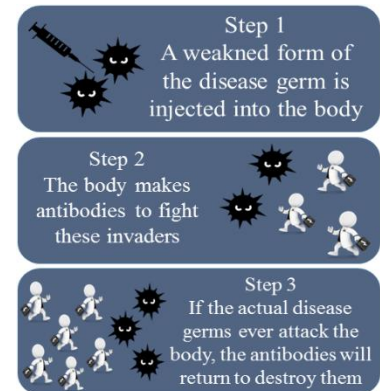 Step 1
A weakned form of
the disease germ is
injected into the body
Step 2
The body makes
antibodies to fight
these invaders
Step 3
If the actual disease
germs ever attack the
body, the antibodies will
return to destroy them